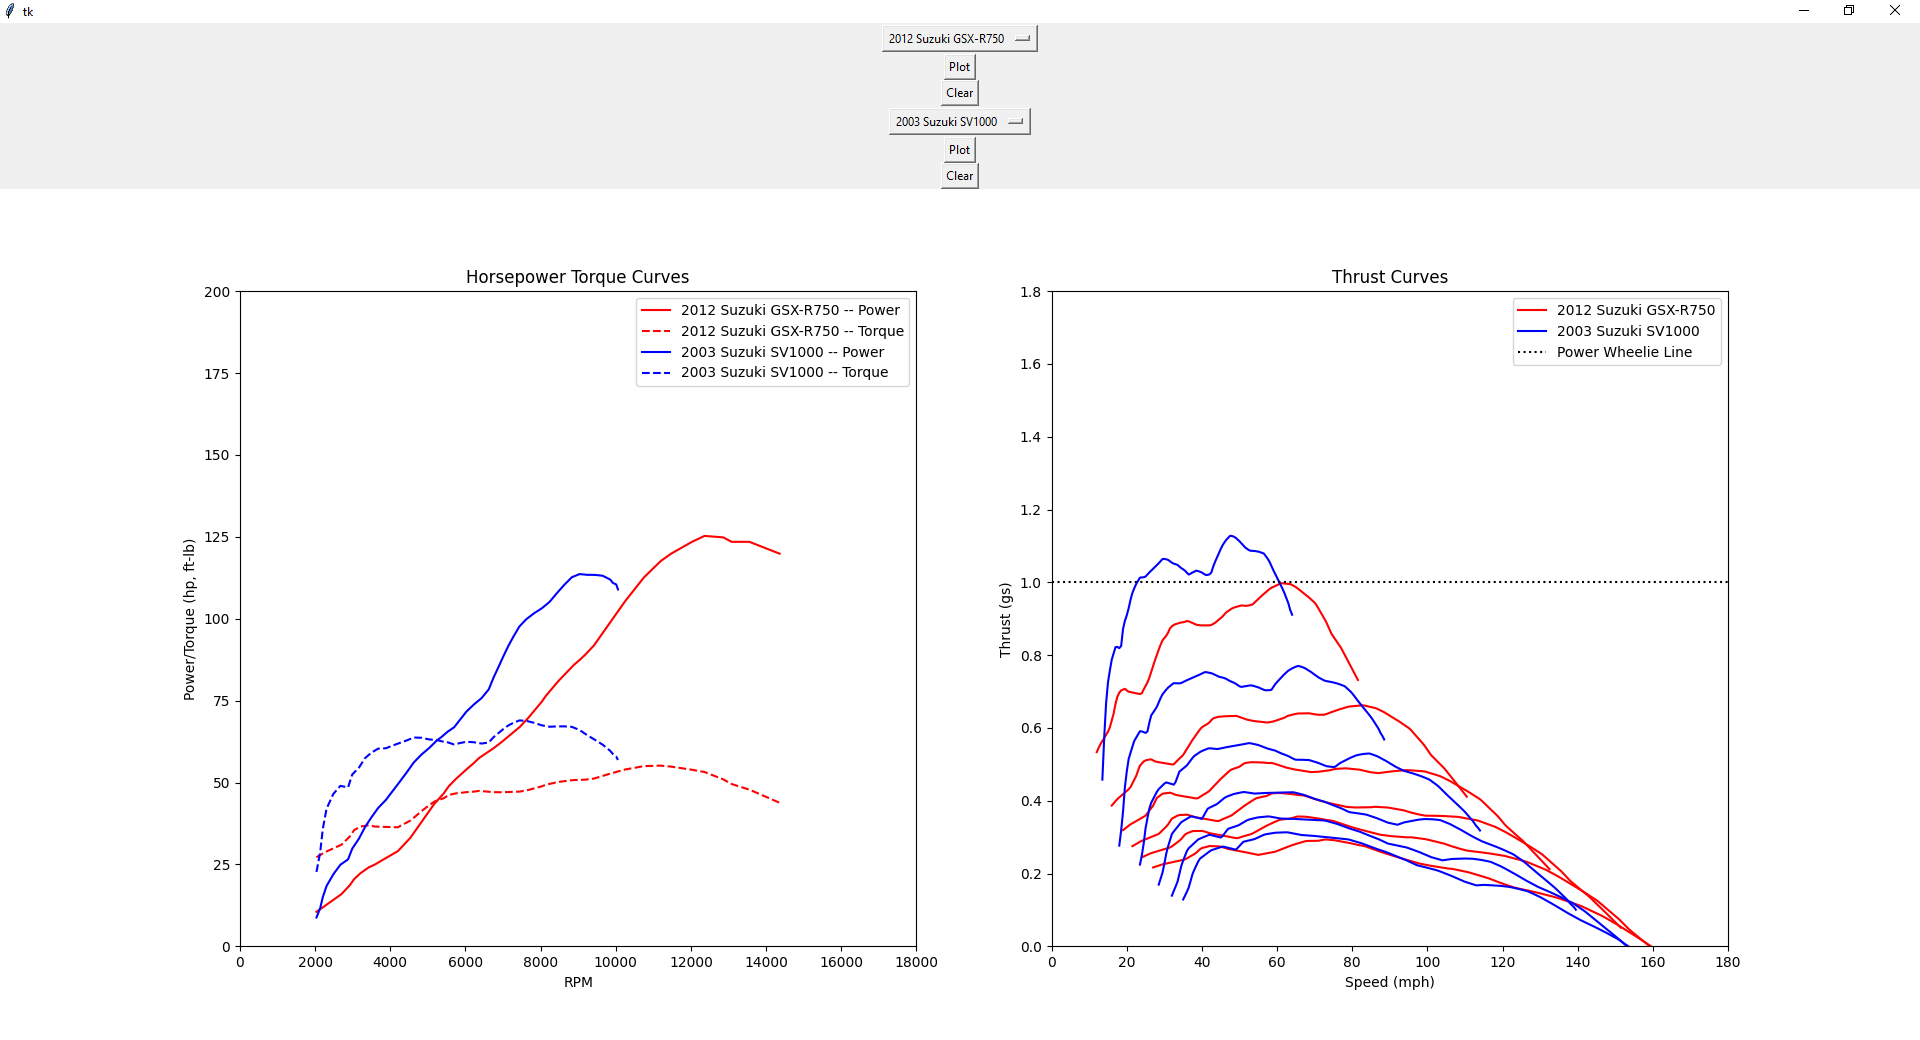 tk
2012 Suzuki GSX-R750
Plot
Clear
2003 Suzuki SV1000
Plot
Clear
Horsepower Torque Curves
200
175
150
125
100
75
50
25
0
Power/Torque (hp, ft-lb)
2012 Suzuki GSX-R750 -- Power
2012 Suzuki GSX-R750 -- Torque
2003 Suzuki SV1000 -- Power
2003 Suzuki SV1000 -- Torque
0 2000 4000 6000 8000 10000 12000 14000 16000 18000
RPM
Thrust Curves
1.8
1.6
1.4
1.2
1.0
0.8
0.6
0.4
0.2
0.0
Thrust (gs)
2012 Suzuki GSX-R750
2003 Suzuki SV1000
Power Wheelie Line
0 20 40 60 80 100 120 140 160 180
Speed (mph)